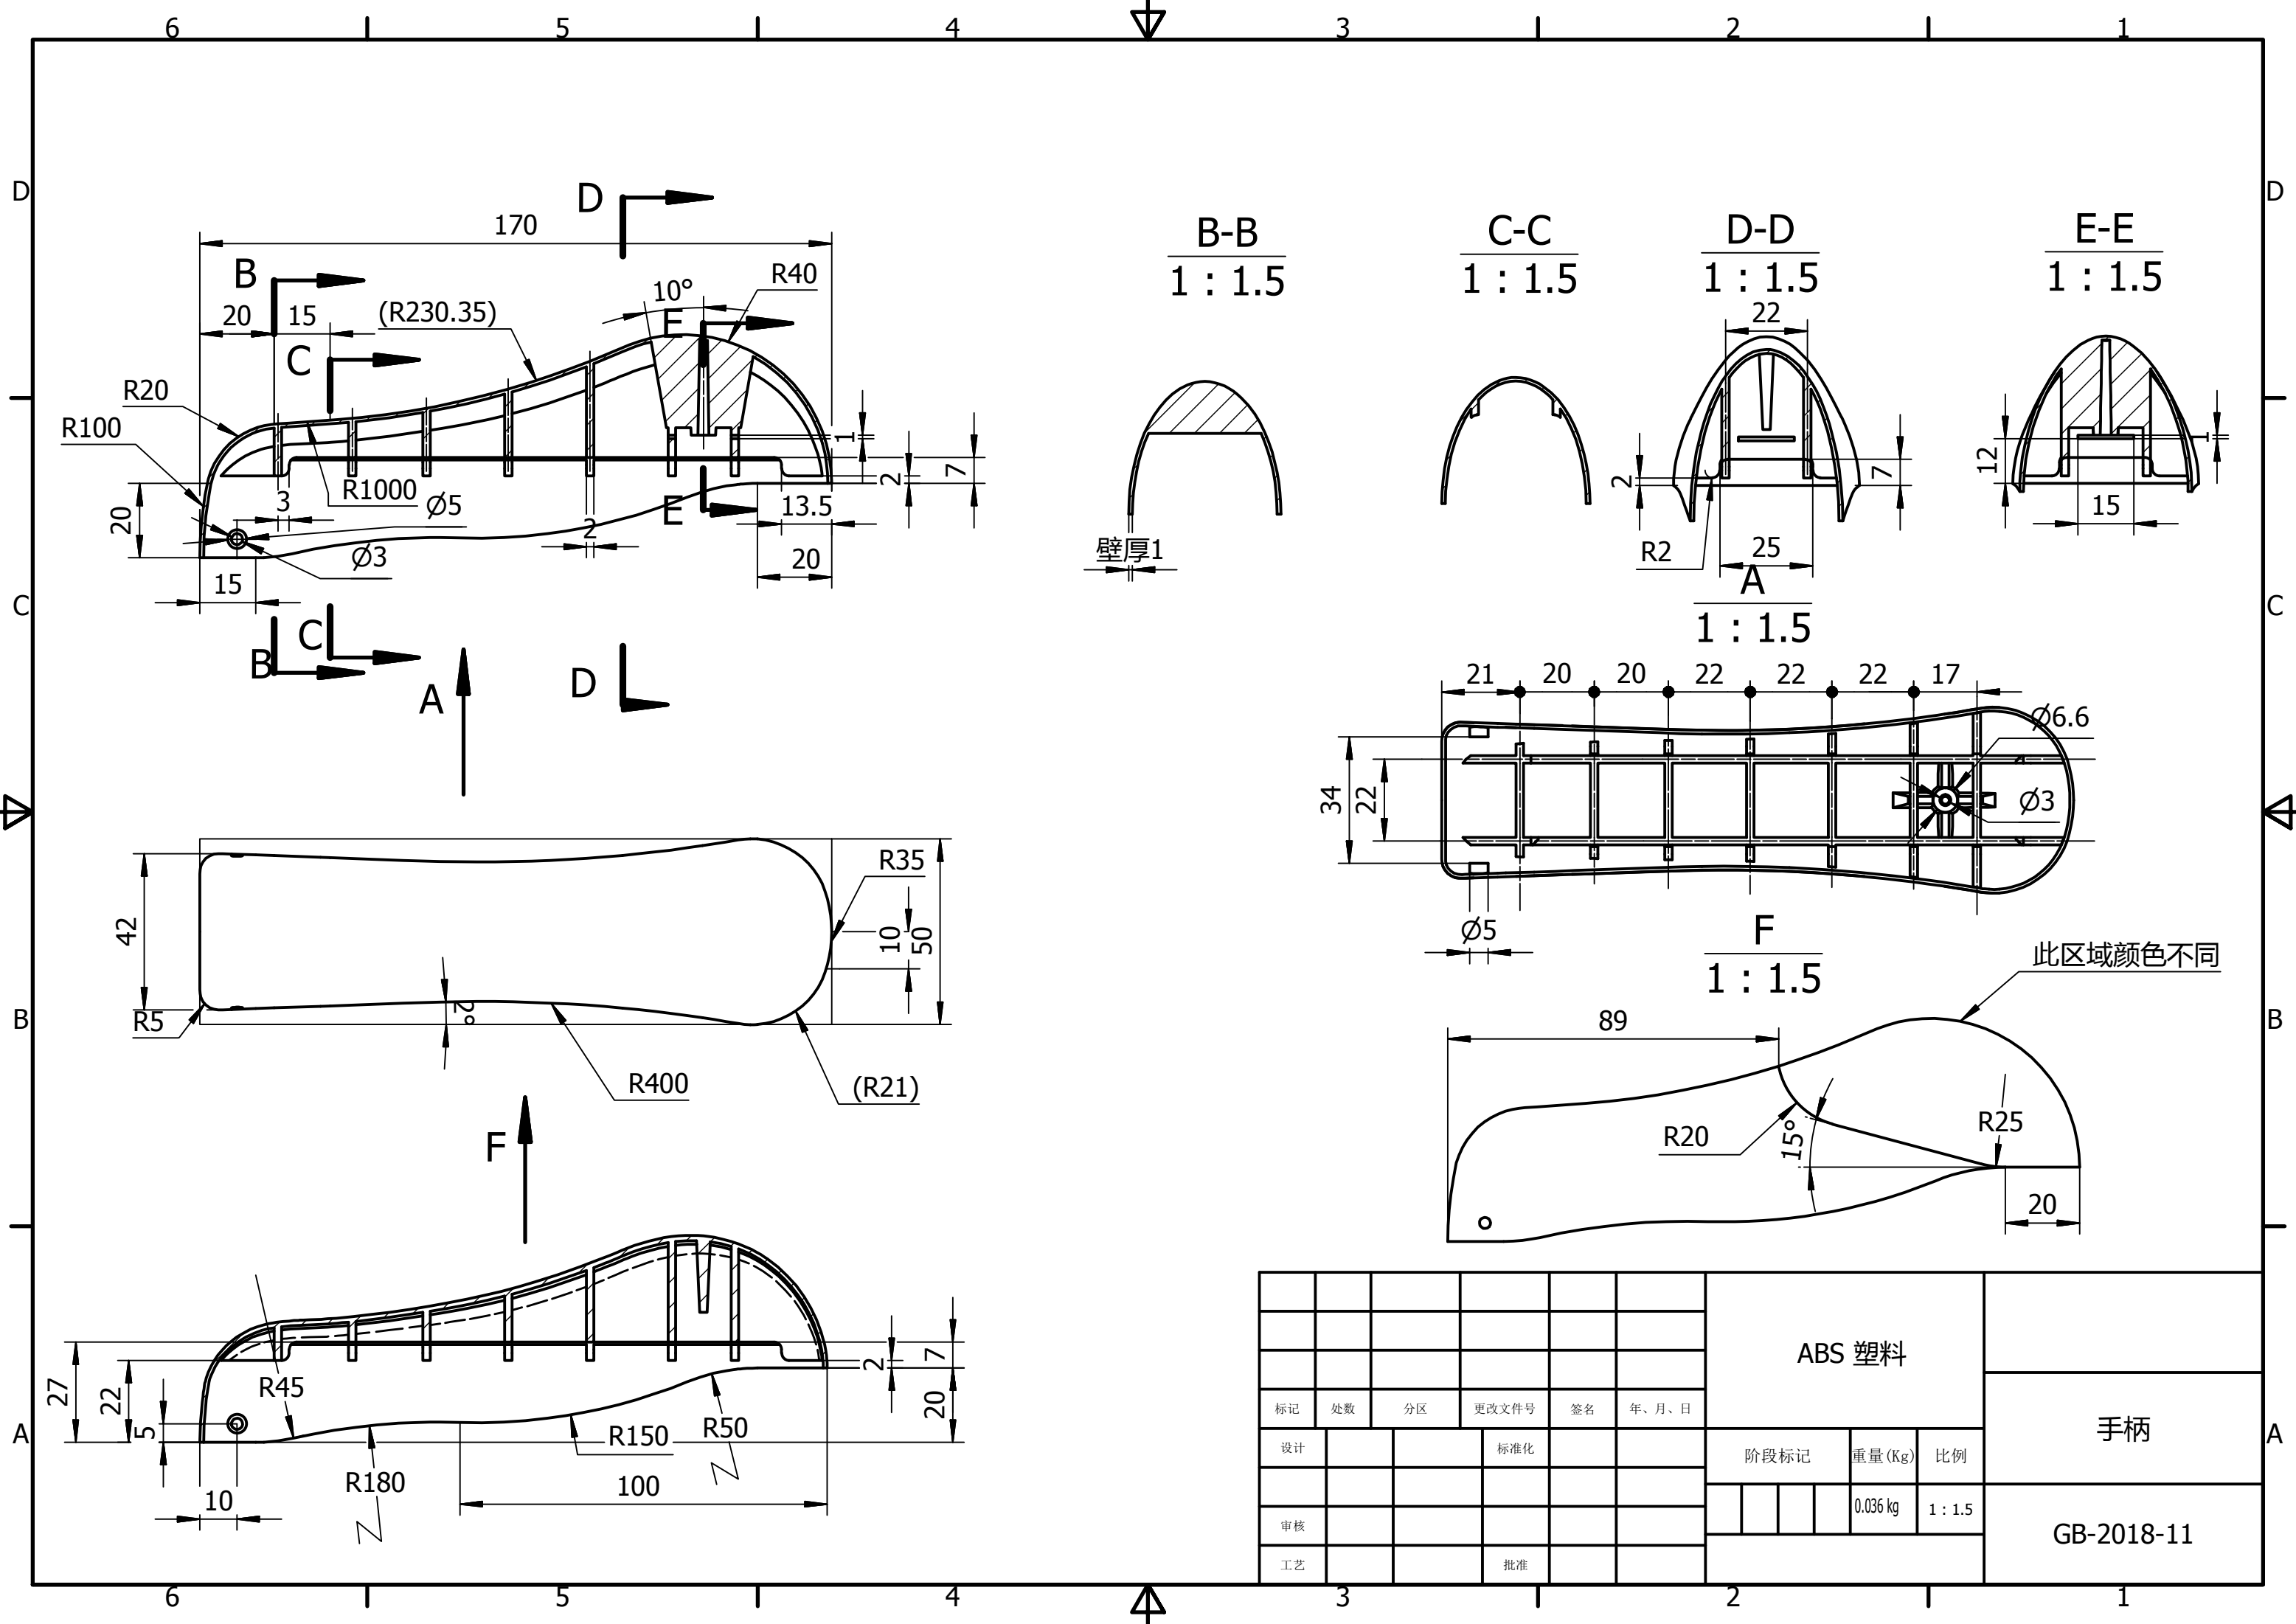 6 5 4 3 2 1
D D
D
170
B-B C-C D-D E-E
1 : 1.5 1 : 1.5 1 : 1.5 1 : 1.5
B
R40
10°
20 15 (R230.35) E
22
C
R20
R100
1
R1000
3 Ø5
2 7
E
13.5
20
2
Ø3
20
15
壁厚1
2 7
R2 25
12 1
15
C C
A
1 : 1.5
C
B
A
D
21 20 20 22 22 22 17
Ø6.6
34 22
Ø3
Ø5
R35
42
10 50
R5
2°
R400
(R21)
B B
F
1 : 1.5
此区域颜色不同
89
R20
15°
R25
20
F
27 22 5
R45
R180
R150
R50
2 7
20
10
100
A A
ABS 塑料
标记 处数 分区 更改文件号 签名 年、月、日
设计 标准化
阶段标记 重量(Kg) 比例
手柄
0.036 kg 1 : 1.5
审核
GB-2018-11
工艺 批准
6 5 4 3 2 1